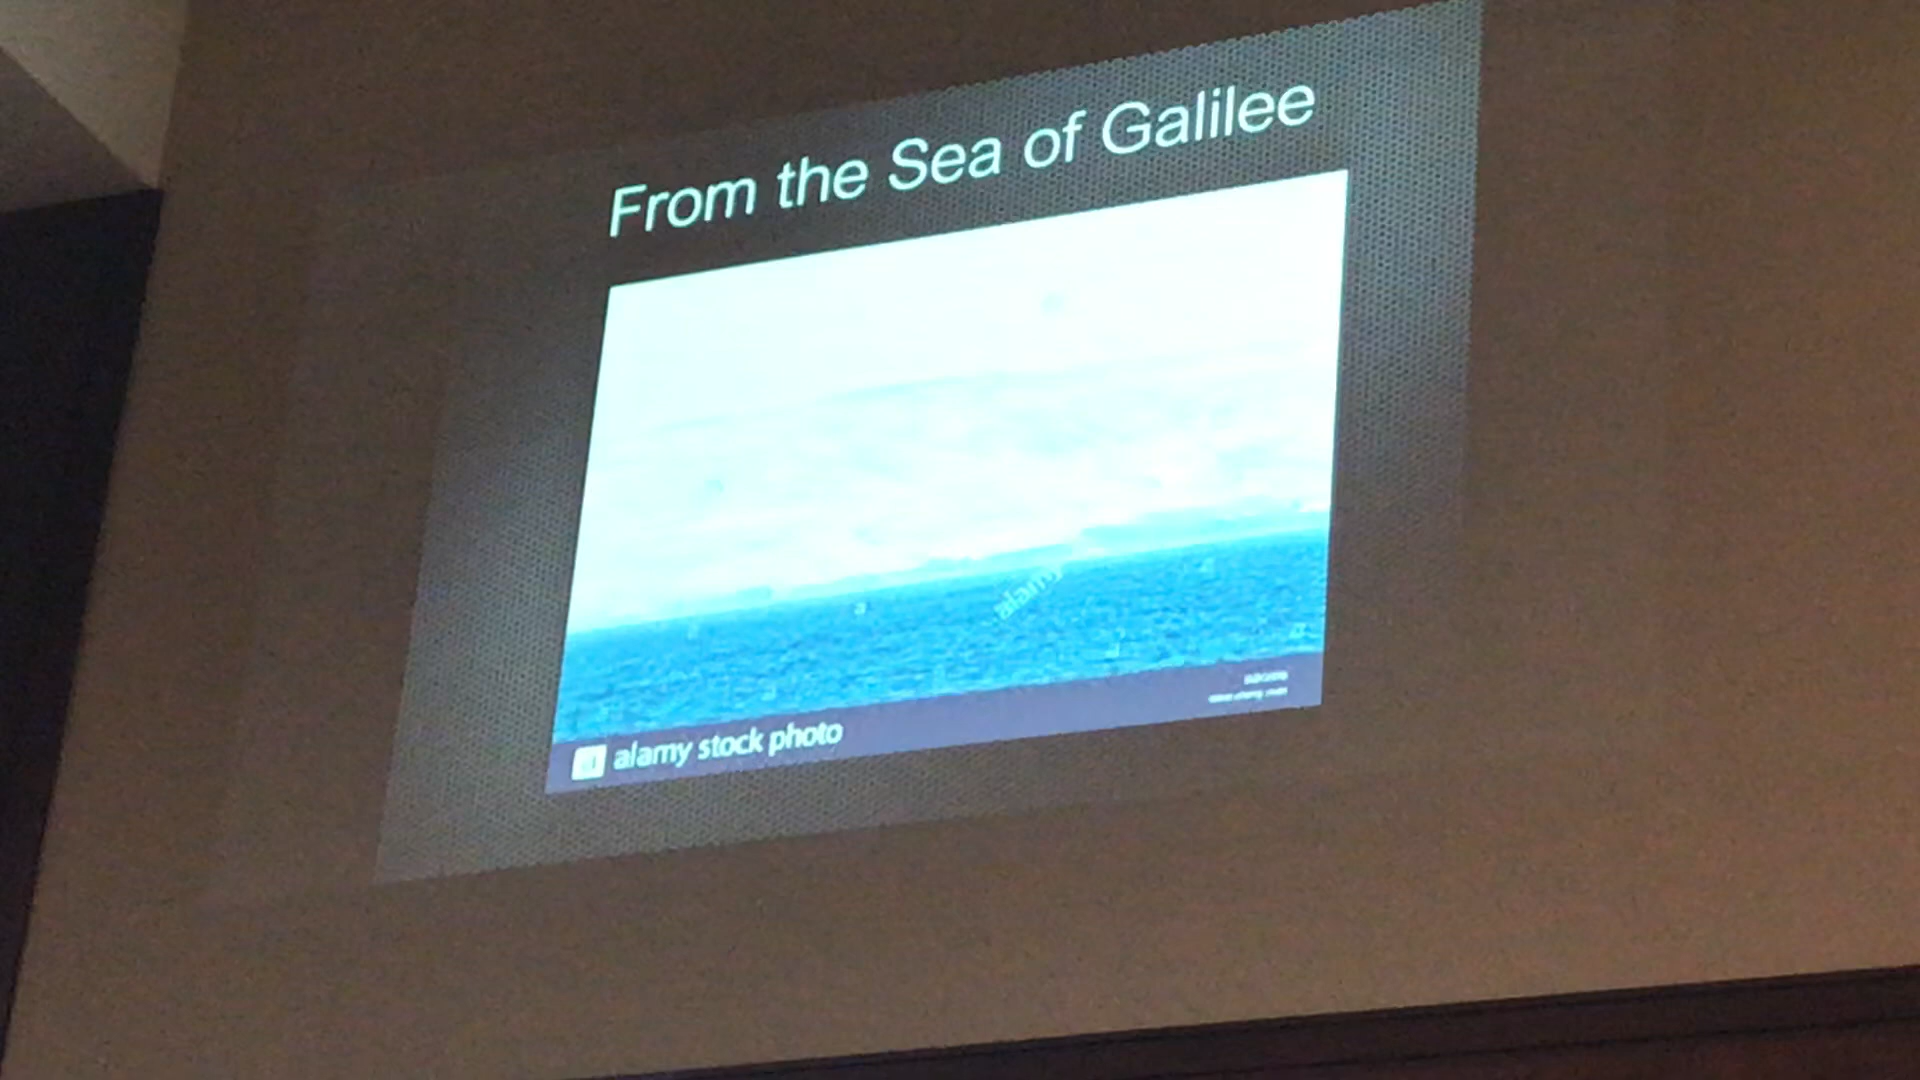 From the Sea of Galilee
alamy
a
alamy stock photo